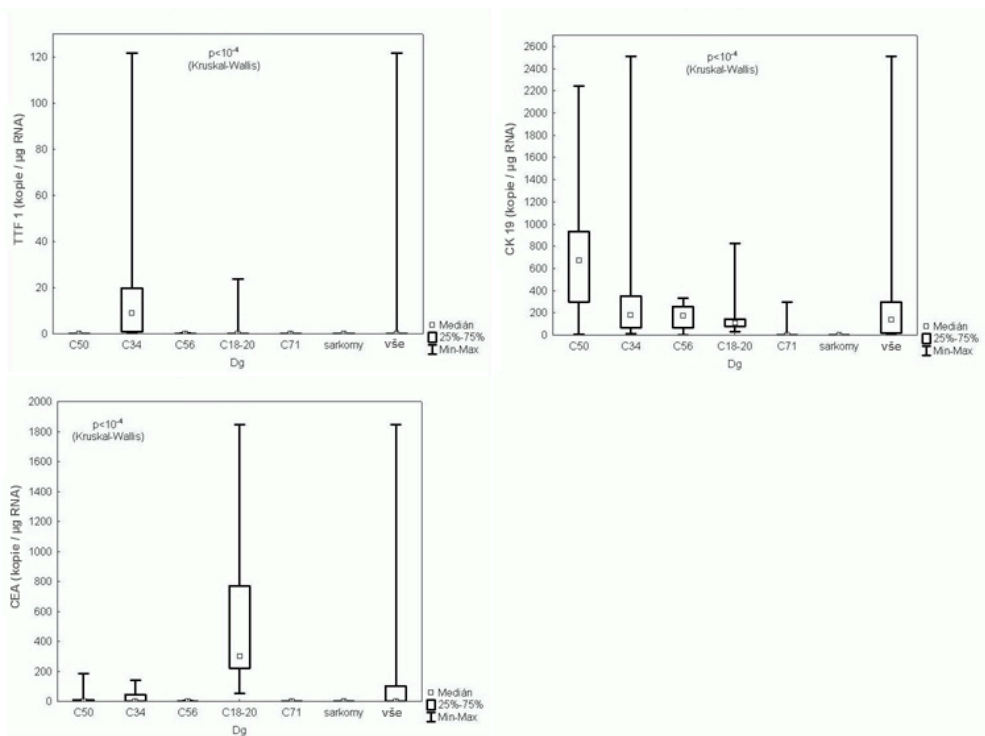 p<10⁻⁴
(Kruskal-Wallis)
TTF 1 (kopie / µg RNA)
120
100
80
60
40
20
0
C50 C34 C56 C18-20 C71 sarkomy vše
Dg
Medián
25%-75%
Min-Max
p<10⁻⁴
(Kruskal-Wallis)
CK 19 (kopie / µg RNA)
2600
2400
2200
2000
1800
1600
1400
1200
1000
800
600
400
200
0
C50 C34 C56 C18-20 C71 sarkomy vše
Dg
Medián
25%-75%
Min-Max
p<10⁻⁴
(Kruskal-Wallis)
CEA (kopie / µg RNA)
2000
1800
1600
1400
1200
1000
800
600
400
200
0
C50 C34 C56 C18-20 C71 sarkomy vše
Dg
Medián
25%-75%
Min-Max